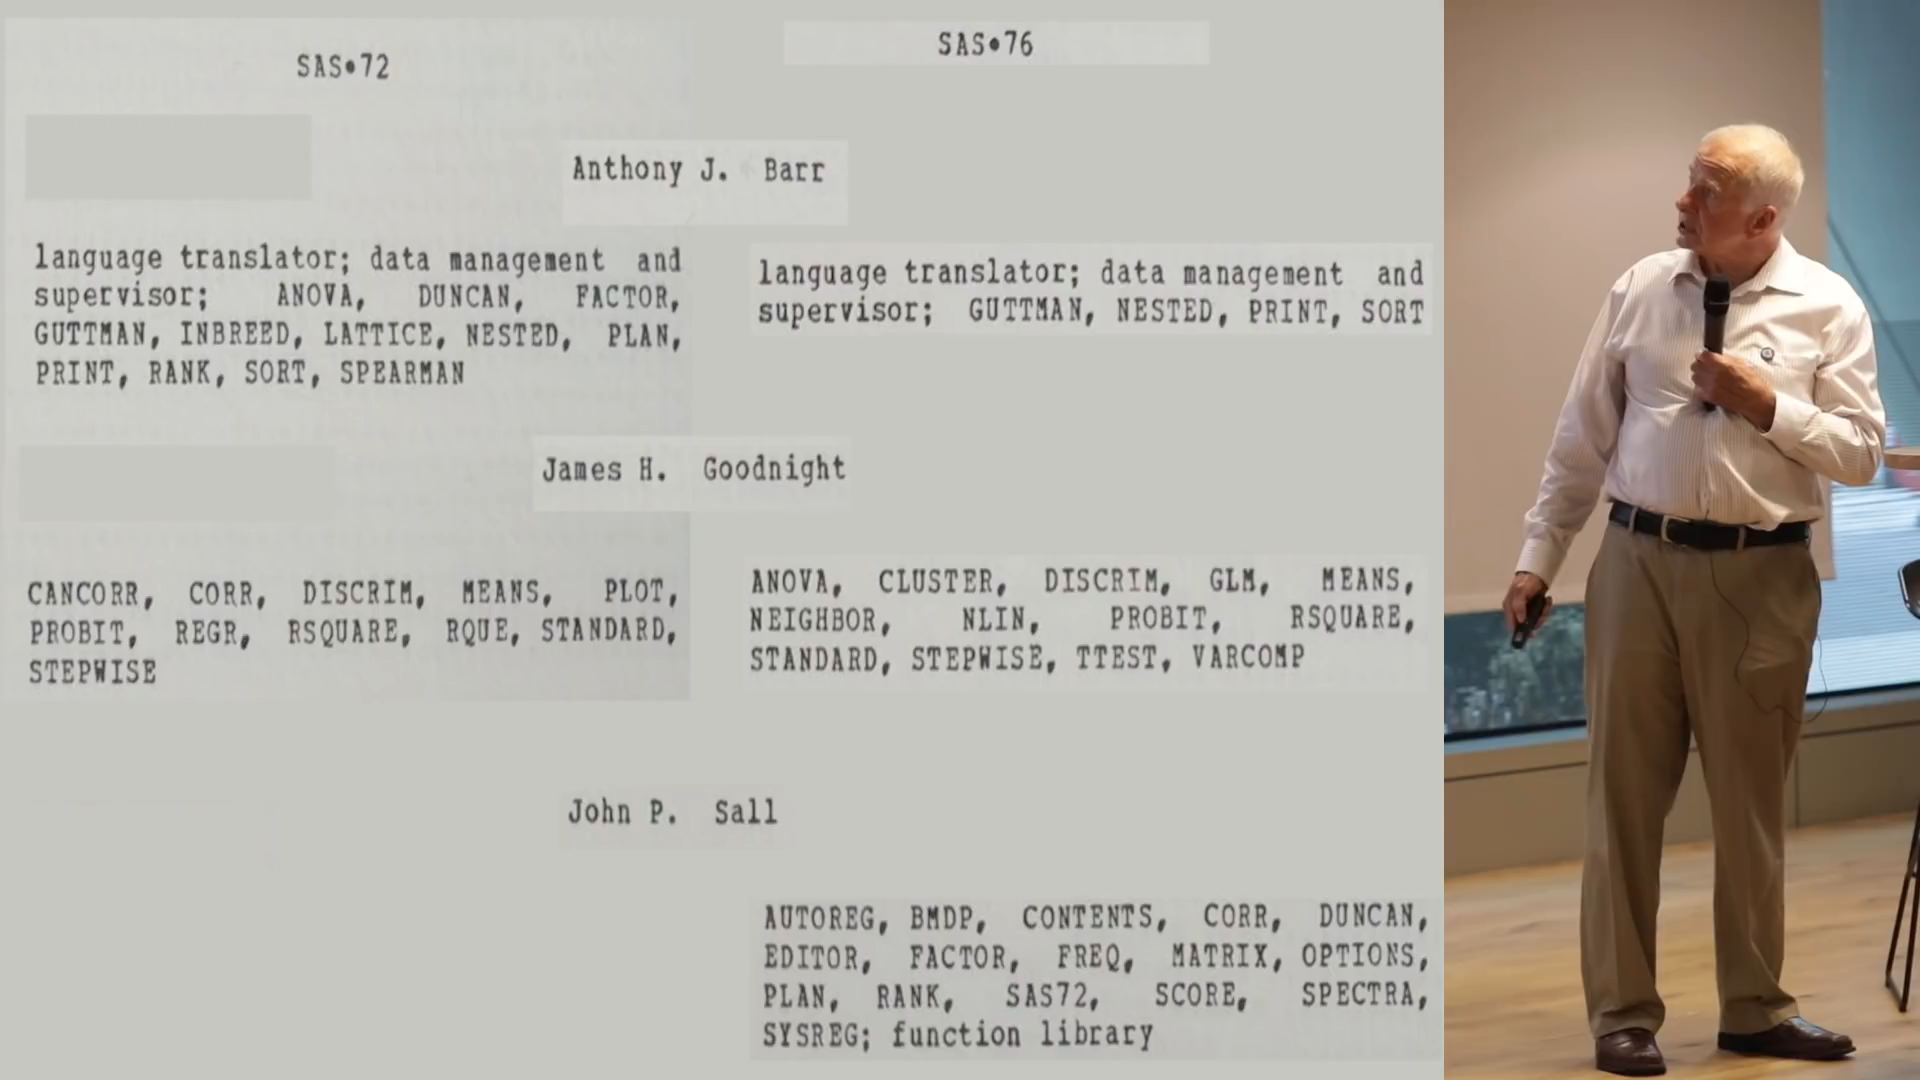 SAS•72
SAS•76
Anthony J. Barr
language translator; data management and
supervisor; ANOVA, DUNCAN, FACTOR,
GUTTMAN, INBREED, LATTICE, NESTED, PLAN,
PRINT, RANK, SORT, SPEARMAN
language translator; data management and
supervisor; GUTTMAN, NESTED, PRINT, SORT
James H. Goodnight
CANCORR, CORR, DISCRIM, MEANS, PLOT,
PROBIT, REGR, RSQUARE, RQUE, STANDARD,
STEPWISE
ANOVA, CLUSTER, DISCRIM, GLM, MEANS,
NEIGHBOR, NLIN, PROBIT, RSQUARE,
STANDARD, STEPWISE, TTEST, VARCOMP
John P. Sall
AUTOREG, BMDP, CONTENTS, CORR, DUNCAN,
EDITOR, FACTOR, FREQ, MATRIX, OPTIONS,
PLAN, RANK, SAS72, SCORE, SPECTRA,
SYSREG; function library